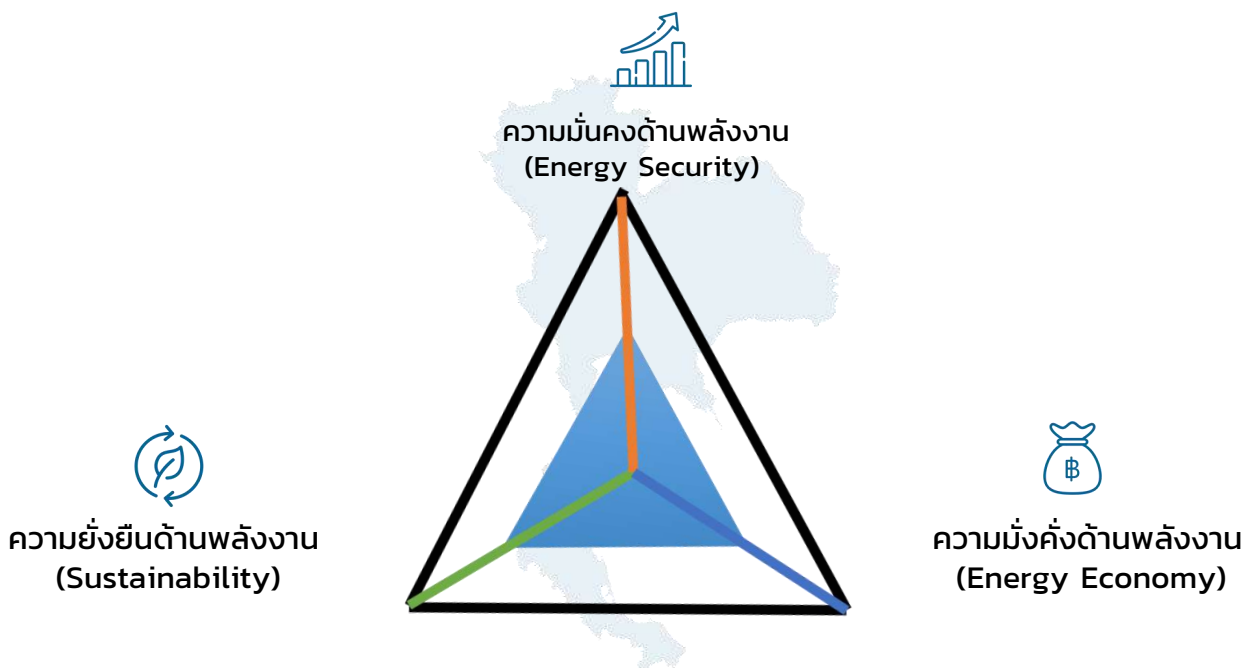 ความมั่นคงด้านพลังงาน
(Energy Security)
ความยั่งยืนด้านพลังงาน
(Sustainability)
฿
ความมั่งคั่งด้านพลังงาน
(Energy Economy)